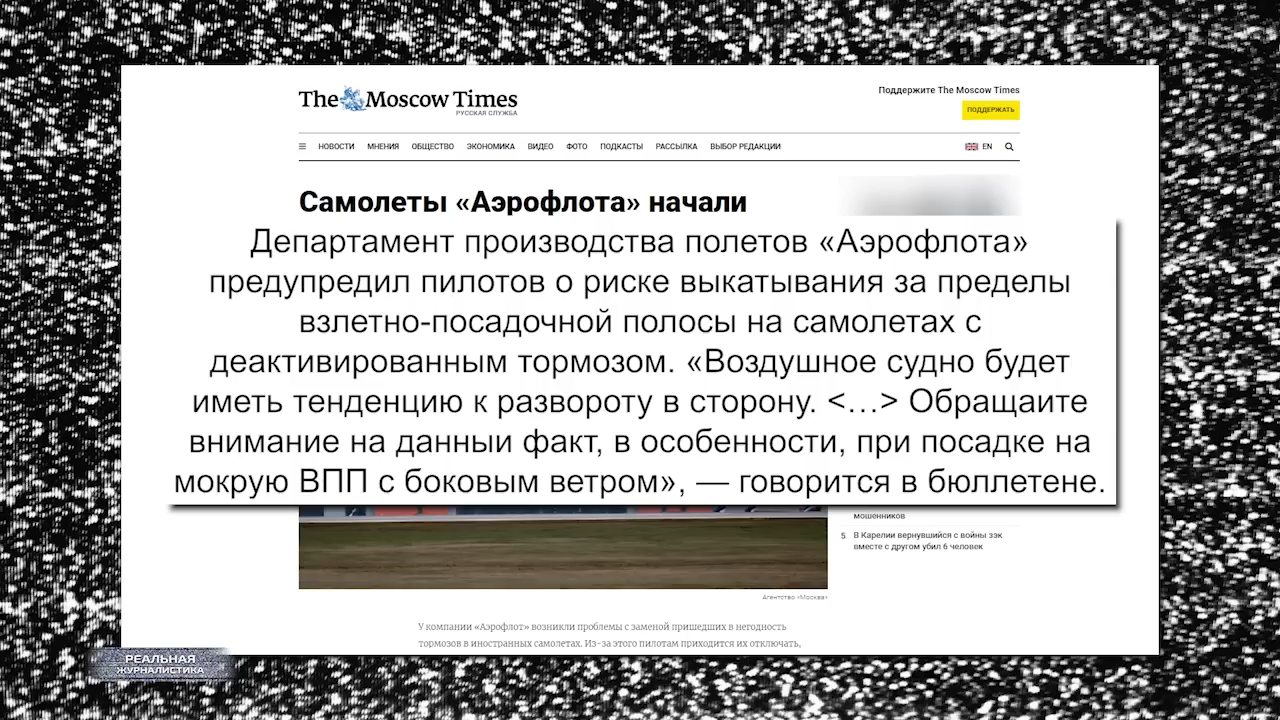 The Moscow Times
РУССКАЯ СЛУЖБА
Поддержите The Moscow Times
ПОДДЕРЖАТЬ
НОВОСТИ МНЕНИЯ ОБЩЕСТВО ЭКОНОМИКА ВИДЕО ФОТО ПОДКАСТЫ РАССЫЛКА ВЫБОР РЕДАКЦИИ EN
Самолеты «Аэрофлота» начали
Департамент производства полетов «Аэрофлота»
предупредил пилотов о риске выкатывания за пределы
взлетно-посадочной полосы на самолетах с
деактивированным тормозом. «Воздушное судно будет
иметь тенденцию к развороту в сторону. <…> Обращаите
внимание на данныи факт, в особенности, при посадке на
мокрую ВПП с боковым ветром», — говорится в бюллетене.
мошенников
5 В Карелии вернувшийся с войны зэк
вместе с другом убил 6 человек
Агентство «Москва»
У компании «Аэрофлот» возникли проблемы с заменой пришедших в негодность
тормозов в иностранных самолетах. Из-за этого пилотам приходится их отключать,
РЕАЛЬНАЯ
ЖУРНАЛИСТИКА